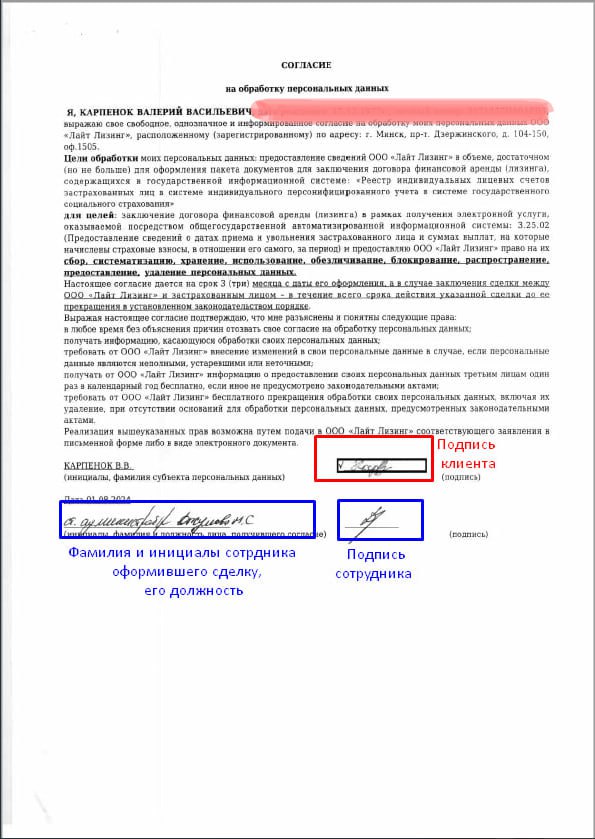 СОГЛАСИЕ
на обработку персональных данных
Я, КАРПЕНОК ВАЛЕРИЙ ВАСИЛЬЕВИЧ,
выражаю свое свободное, однозначное и информированное согласие на обработку моих персональных данных ООО
«Лайт Лизинг», расположенному (зарегистрированному) по адресу: г. Минск, пр-т. Дзержинского, д. 104-150,
оф.1505.
Цели обработки моих персональных данных: предоставление сведений ООО «Лайт Лизинг» в объеме, достаточном
(но не больше) для оформления пакета документов для заключения договора финансовой аренды (лизинга),
содержащихся в государственной информационной системе: «Реестр индивидуальных лицевых счетов
застрахованных лиц в системе индивидуального персонифицированного учета в системе государственного
социального страхования»
для целей: заключение договора финансовой аренды (лизинга) в рамках получения электронной услуги,
оказываемой посредством общегосударственной автоматизированной информационной системы: 3.25.02
(Предоставление сведений о датах приема и увольнения застрахованного лица и суммах выплат, на которые
начислены страховые взносы, в отношении его самого, за период) и предоставляю ООО «Лайт Лизинг» право на их
сбор, систематизацию, хранение, использование, обезличивание, блокирование, распространение,
предоставление, удаление персональных данных.
Настоящее согласие дается на срок 3 (три) месяца с даты его оформления, а в случае заключения сделки между
ООО «Лайт Лизинг» и застрахованным лицом – в течение всего срока действия указанной сделки до ее
прекращения в установленном законодательством порядке.
Выражая настоящее согласие подтверждаю, что мне разъяснены и понятны следующие права:
в любое время без объяснения причин отозвать свое согласие на обработку персональных данных;
получать информацию, касающуюся обработки своих персональных данных;
требовать от ООО «Лайт Лизинг» внесение изменений в свои персональные данные в случае, если персональные
данные являются неполными, устаревшими или неточными;
получать от ООО «Лайт Лизинг» информацию о предоставлении своих персональных данных третьим лицам один
раз в календарный год бесплатно, если иное не предусмотрено законодательными актами;
требовать от ООО «Лайт Лизинг» бесплатного прекращения обработки своих персональных данных, включая их
удаление, при отсутствии оснований для обработки персональных данных, предусмотренных законодательными
актами.
Реализация вышеуказанных прав возможна путем подачи в ООО «Лайт Лизинг» соответствующего заявления в
письменной форме либо в виде электронного документа.
Подпись
клиента
КАРПЕНОК В.В.
(инициалы, фамилия субъекта персональных данных) (подпись)
Дата 01.08.2024
ст. администратор
(инициалы, фамилия и должность лица, получившего согласие) (подпись)
Фамилия и инициалы сотрдника
оформившего сделку,
его должность
Подпись
сотрудника